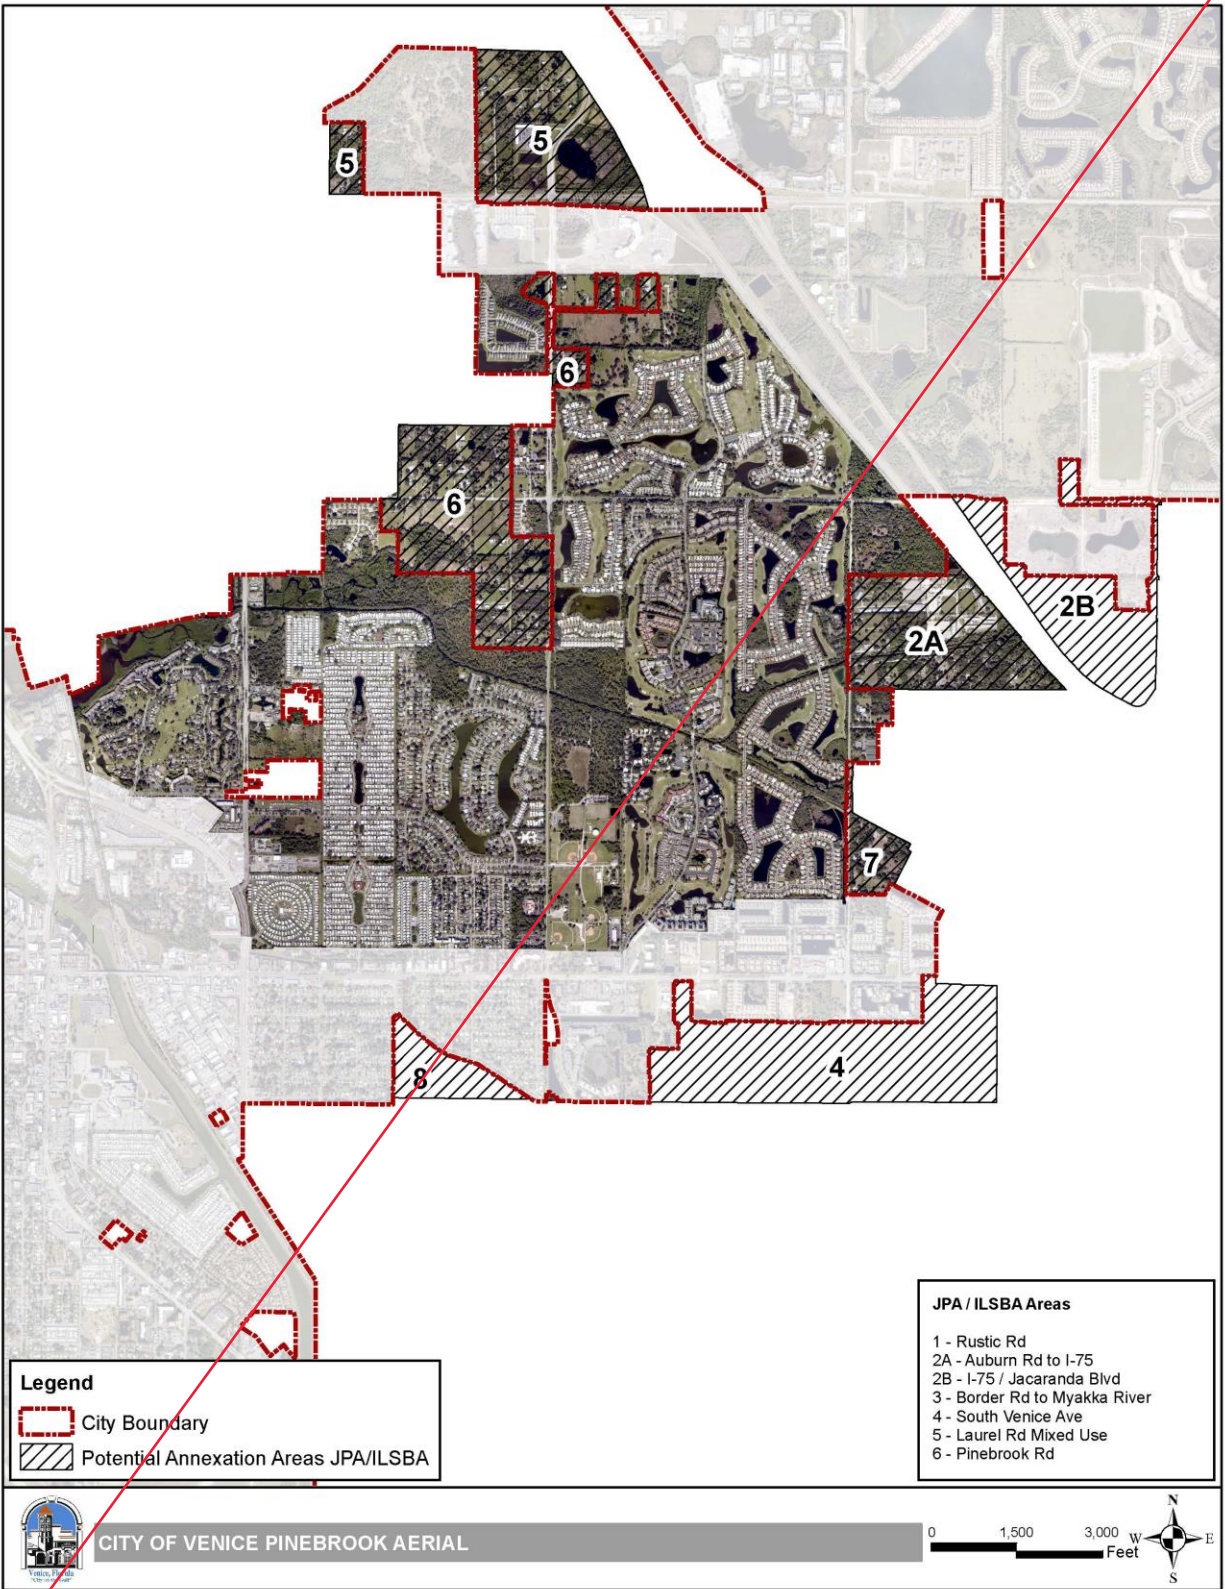 5
5
6
6
2B
2A
7
8
4
JPA / ILSBA Areas
1 - Rustic Rd
2A - Auburn Rd to I-75
2B - I-75 / Jacaranda Blvd
3 - Border Rd to Myakka River
4 - South Venice Ave
5 - Laurel Rd Mixed Use
6 - Pinebrook Rd
Legend
City Boundary
Potential Annexation Areas JPA/ILSBA
Venice, Florida
CITY OF VENICE PINEBROOK AERIAL
0 1,500 3,000
Feet
N
W E
S